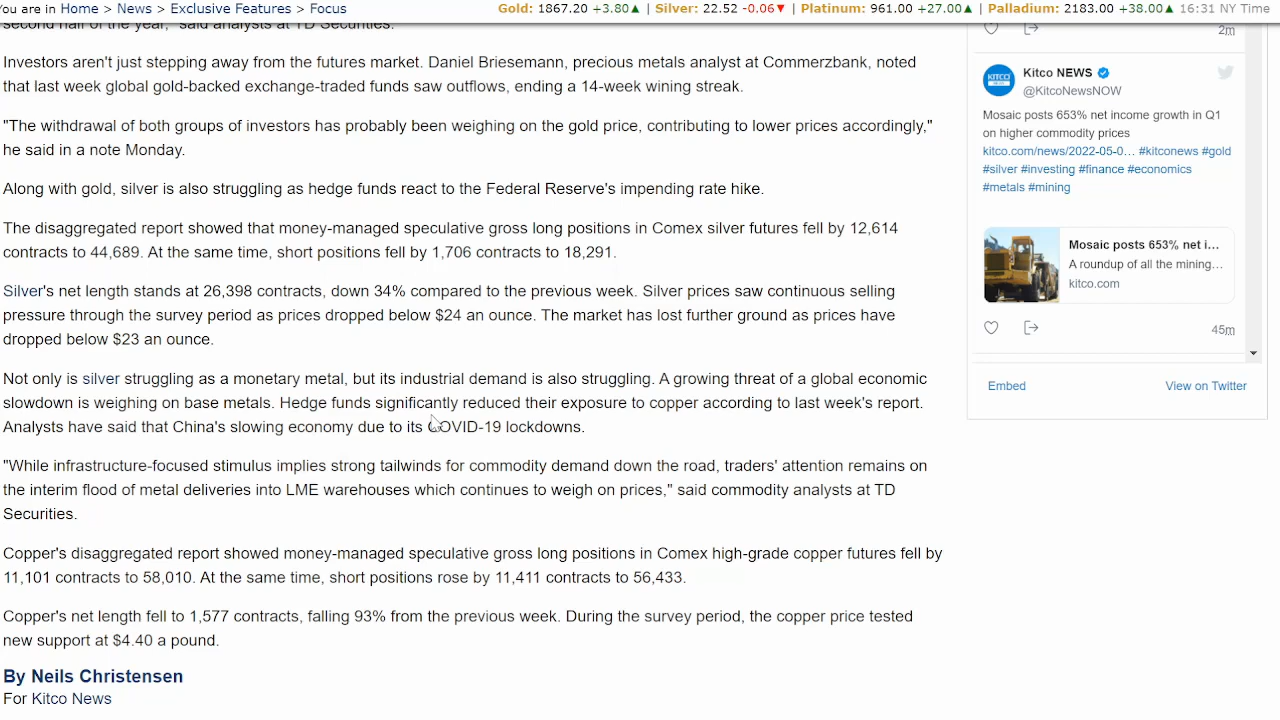 You are in Home > News > Exclusive Features > Focus
Gold: 1867.20 +3.80▲ | Silver: 22.52 -0.06▼ | Platinum: 961.00 +27.00▲ | Palladium: 2183.00 +38.00▲ 16:31 NY Time
second half of the year," said analysts at TD Securities.
Investors aren't just stepping away from the futures market. Daniel Briesemann, precious metals analyst at Commerzbank, noted
that last week global gold-backed exchange-traded funds saw outflows, ending a 14-week wining streak.
"The withdrawal of both groups of investors has probably been weighing on the gold price, contributing to lower prices accordingly,"
he said in a note Monday.
Along with gold, silver is also struggling as hedge funds react to the Federal Reserve's impending rate hike.
The disaggregated report showed that money-managed speculative gross long positions in Comex silver futures fell by 12,614
contracts to 44,689. At the same time, short positions fell by 1,706 contracts to 18,291.
Silver's net length stands at 26,398 contracts, down 34% compared to the previous week. Silver prices saw continuous selling
pressure through the survey period as prices dropped below $24 an ounce. The market has lost further ground as prices have
dropped below $23 an ounce.
Not only is silver struggling as a monetary metal, but its industrial demand is also struggling. A growing threat of a global economic
slowdown is weighing on base metals. Hedge funds significantly reduced their exposure to copper according to last week's report.
Analysts have said that China's slowing economy due to its COVID-19 lockdowns.
"While infrastructure-focused stimulus implies strong tailwinds for commodity demand down the road, traders' attention remains on
the interim flood of metal deliveries into LME warehouses which continues to weigh on prices," said commodity analysts at TD
Securities.
Copper's disaggregated report showed money-managed speculative gross long positions in Comex high-grade copper futures fell by
11,101 contracts to 58,010. At the same time, short positions rose by 11,411 contracts to 56,433.
Copper's net length fell to 1,577 contracts, falling 93% from the previous week. During the survey period, the copper price tested
new support at $4.40 a pound.
By Neils Christensen
For Kitco News
2m
KITCO
Kitco NEWS
@KitcoNewsNOW
Mosaic posts 653% net income growth in Q1
on higher commodity prices
kitco.com/news/2022-05-0... #kitconews #gold
#silver #investing #finance #economics
#metals #mining
Mosaic posts 653% net i...
A roundup of all the mining...
kitco.com
45m
Embed
View on Twitter